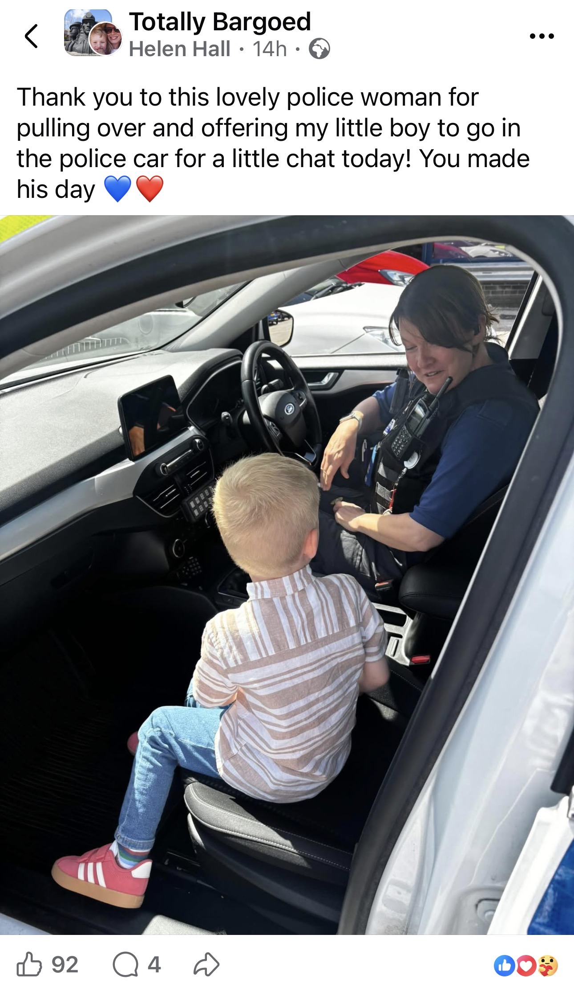 Totally Bargoed
Helen Hall · 14h ·
Thank you to this lovely police woman for
pulling over and offering my little boy to go in
the police car for a little chat today! You made
his day 💙❤️
Ford
92
4